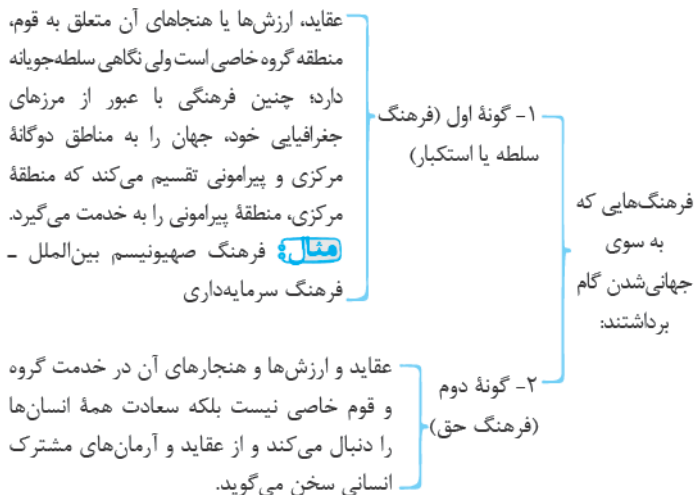 فرهنگ‌هایی که
به سوی
جهانی‌شدن گام
برداشتند:
۱- گونهٔ اول (فرهنگ
سلطه یا استکبار)
عقاید، ارزش‌ها یا هنجاهای آن متعلق به قوم،
منطقه گروه خاصی است ولی نگاهی سلطه‌جویانه
دارد؛ چنین فرهنگی با عبور از مرزهای
جغرافیایی خود، جهان را به مناطق دوگانهٔ
مرکزی و پیرامونی تقسیم می‌کند که منطقهٔ
مرکزی، منطقهٔ پیرامونی را به خدمت می‌گیرد.
مثال: فرهنگ صهیونیسم بین‌الملل ـ
فرهنگ سرمایه‌داری
۲- گونهٔ دوم
(فرهنگ حق)
عقاید و ارزش‌ها و هنجارهای آن در خدمت گروه
و قوم خاصی نیست بلکه سعادت همهٔ انسان‌ها
را دنبال می‌کند و از عقاید و آرمان‌های مشترک
انسانی سخن می‌گوید.